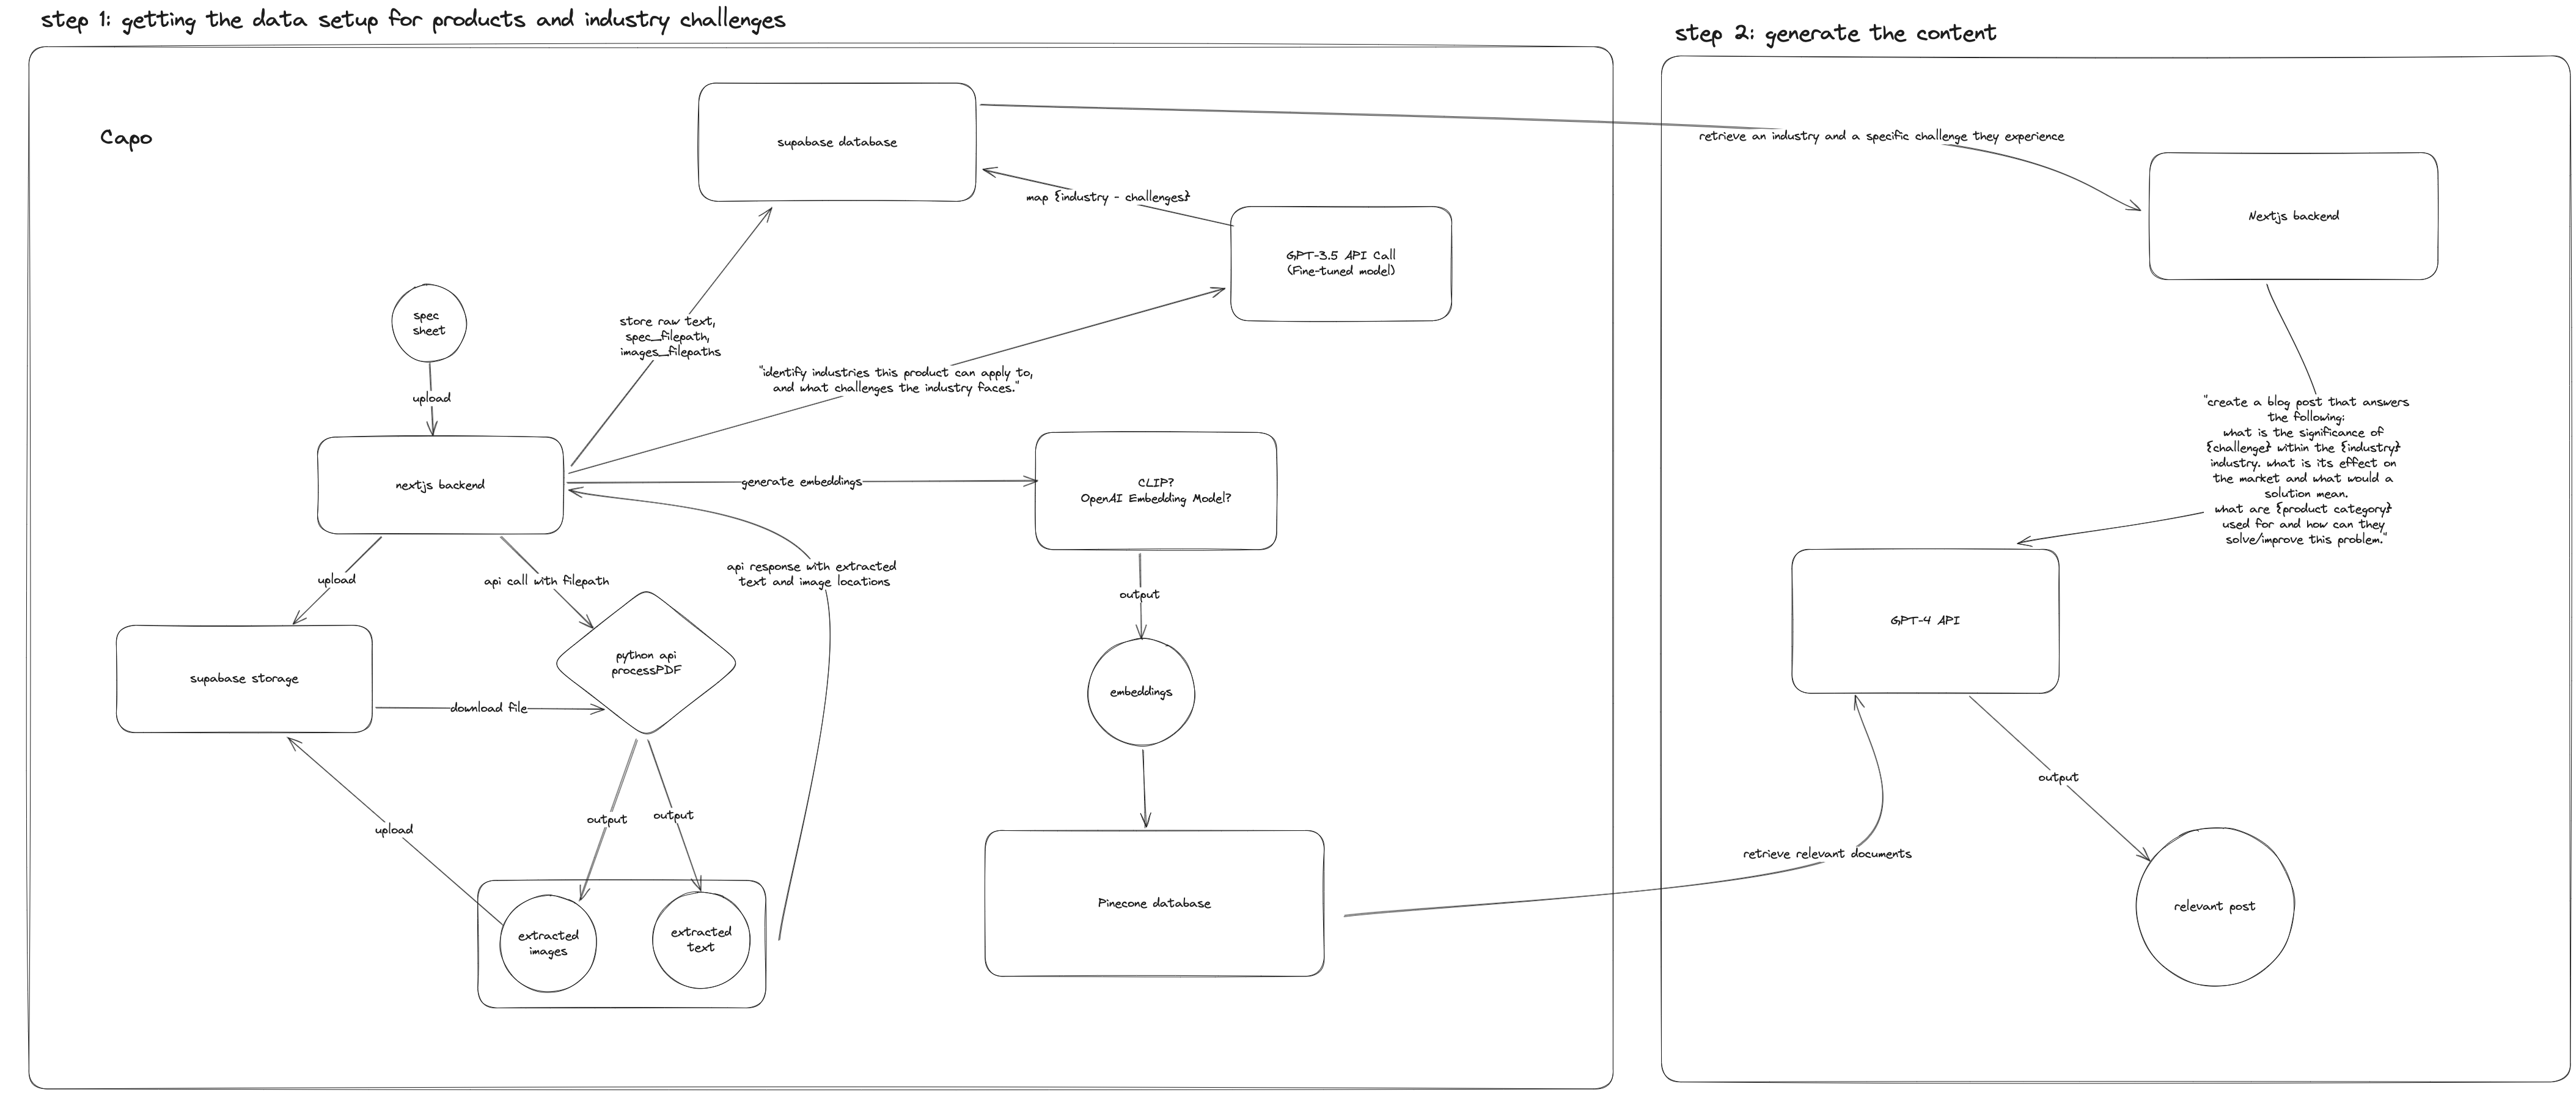 step 1: getting the data setup for products and industry challenges
Capo
supabase database
map {industry - challenges}
GPT-3.5 API Call
(Fine-tuned model)
spec
sheet
store raw text,
spec_filepath,
images_filepaths
"identify industries this product can apply to,
and what challenges the industry faces."
upload
nextjs backend
generate embeddings
CLIP?
OpenAI Embedding Model?
upload
api call with filepath
api response with extracted
text and image locations
output
python api
processPDF
supabase storage
download file
embeddings
upload
output
output
extracted
images
extracted
text
Pinecone database
step 2: generate the content
retrieve an industry and a specific challenge they experience
Nextjs backend
"create a blog post that answers
the following:
what is the significance of
{challenge} within the {industry}
industry. what is its effect on
the market and what would a
solution mean.
what are {product category}
used for and how can they
solve/improve this problem."
GPT-4 API
output
retrieve relevant documents
relevant post